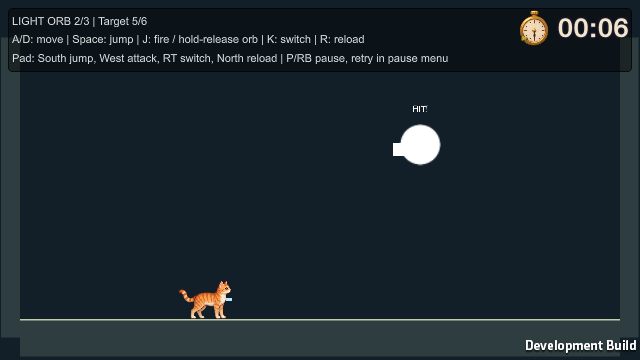 LIGHT ORB 2/3 | Target 5/6
00:06
A/D: move | Space: jump | J: fire / hold-release orb | K: switch | R: reload
Pad: South jump, West attack, RT switch, North reload | P/RB pause, retry in pause menu
HIT!
Development Build